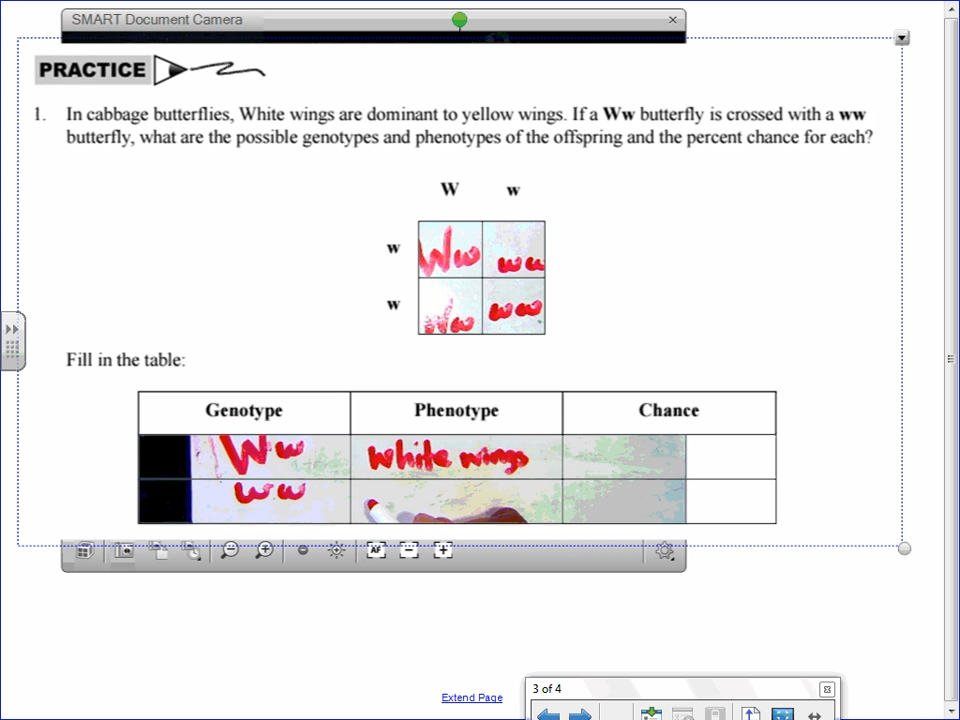 SMART Document Camera
PRACTICE
1. In cabbage butterflies, White wings are dominant to yellow wings. If a Ww butterfly is crossed with a ww
butterfly, what are the possible genotypes and phenotypes of the offspring and the percent chance for each?
W w
w Ww ww
w Ww ww
Fill in the table:
Genotype Phenotype Chance
Ww white wings
ww
AF
Extend Page
3 of 4